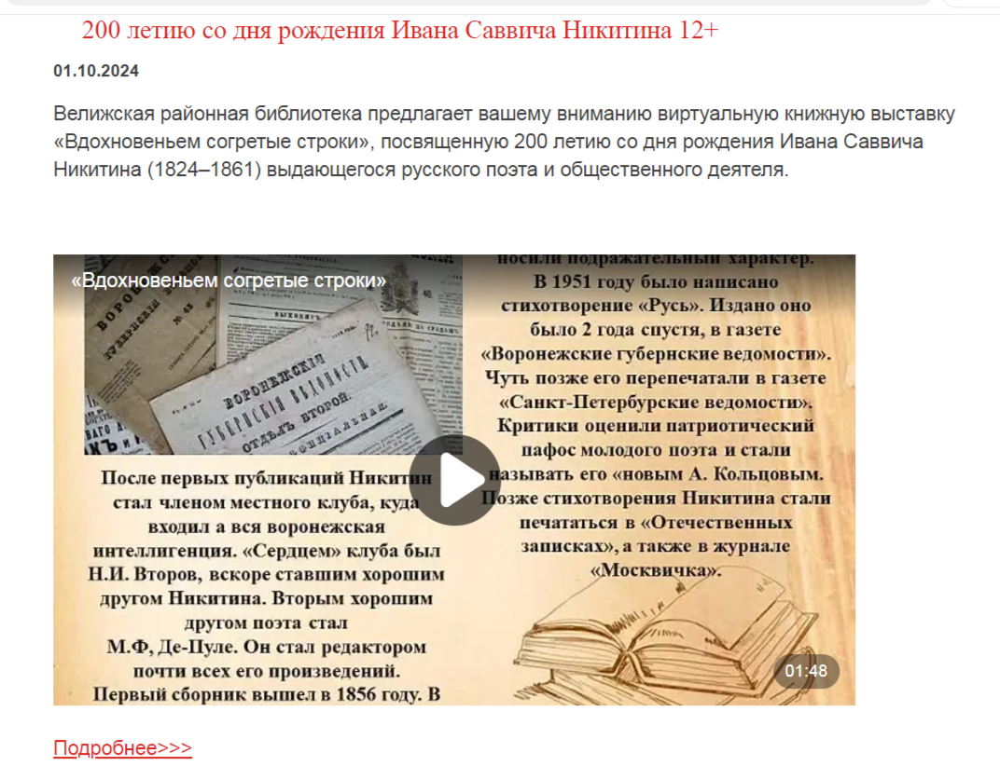 200 летию со дня рождения Ивана Саввича Никитина 12+
01.10.2024
Велижская районная библиотека предлагает вашему вниманию виртуальную книжную выставку
«Вдохновеньем согретые строки», посвященную 200 летию со дня рождения Ивана Саввича
Никитина (1824–1861) выдающегося русского поэта и общественного деятеля.
«Вдохновеньем согретые строки»
ВОРОНЕЖСКІЯ
ГУБЕРНСКІЯ ВѢДОМОСТИ
ОТДѢЛЪ ВТОРОЙ.
После первых публикаций Никитин
стал членом местного клуба, куда
входил а вся воронежская
интеллигенция. «Сердцем» клуба был
Н.И. Второв, вскоре ставшим хорошим
другом Никитина. Вторым хорошим
другом поэта стал
М.Ф, Де-Пуле. Он стал редактором
почти всех его произведений.
Первый сборник вышел в 1856 году. В
носили подражательный характер.
В 1951 году было написано
стихотворение «Русь». Издано оно
было 2 года спустя, в газете
«Воронежские губернские ведомости».
Чуть позже его перепечатали в газете
«Санкт-Петербурские ведомости».
Критики оценили патриотический
пафос молодого поэта и стали
называть его «новым А. Кольцовым.
Позже стихотворения Никитина стали
печататься в «Отечественных
записках», а также в журнале
«Москвичка».
01:48
Подробнее>>>